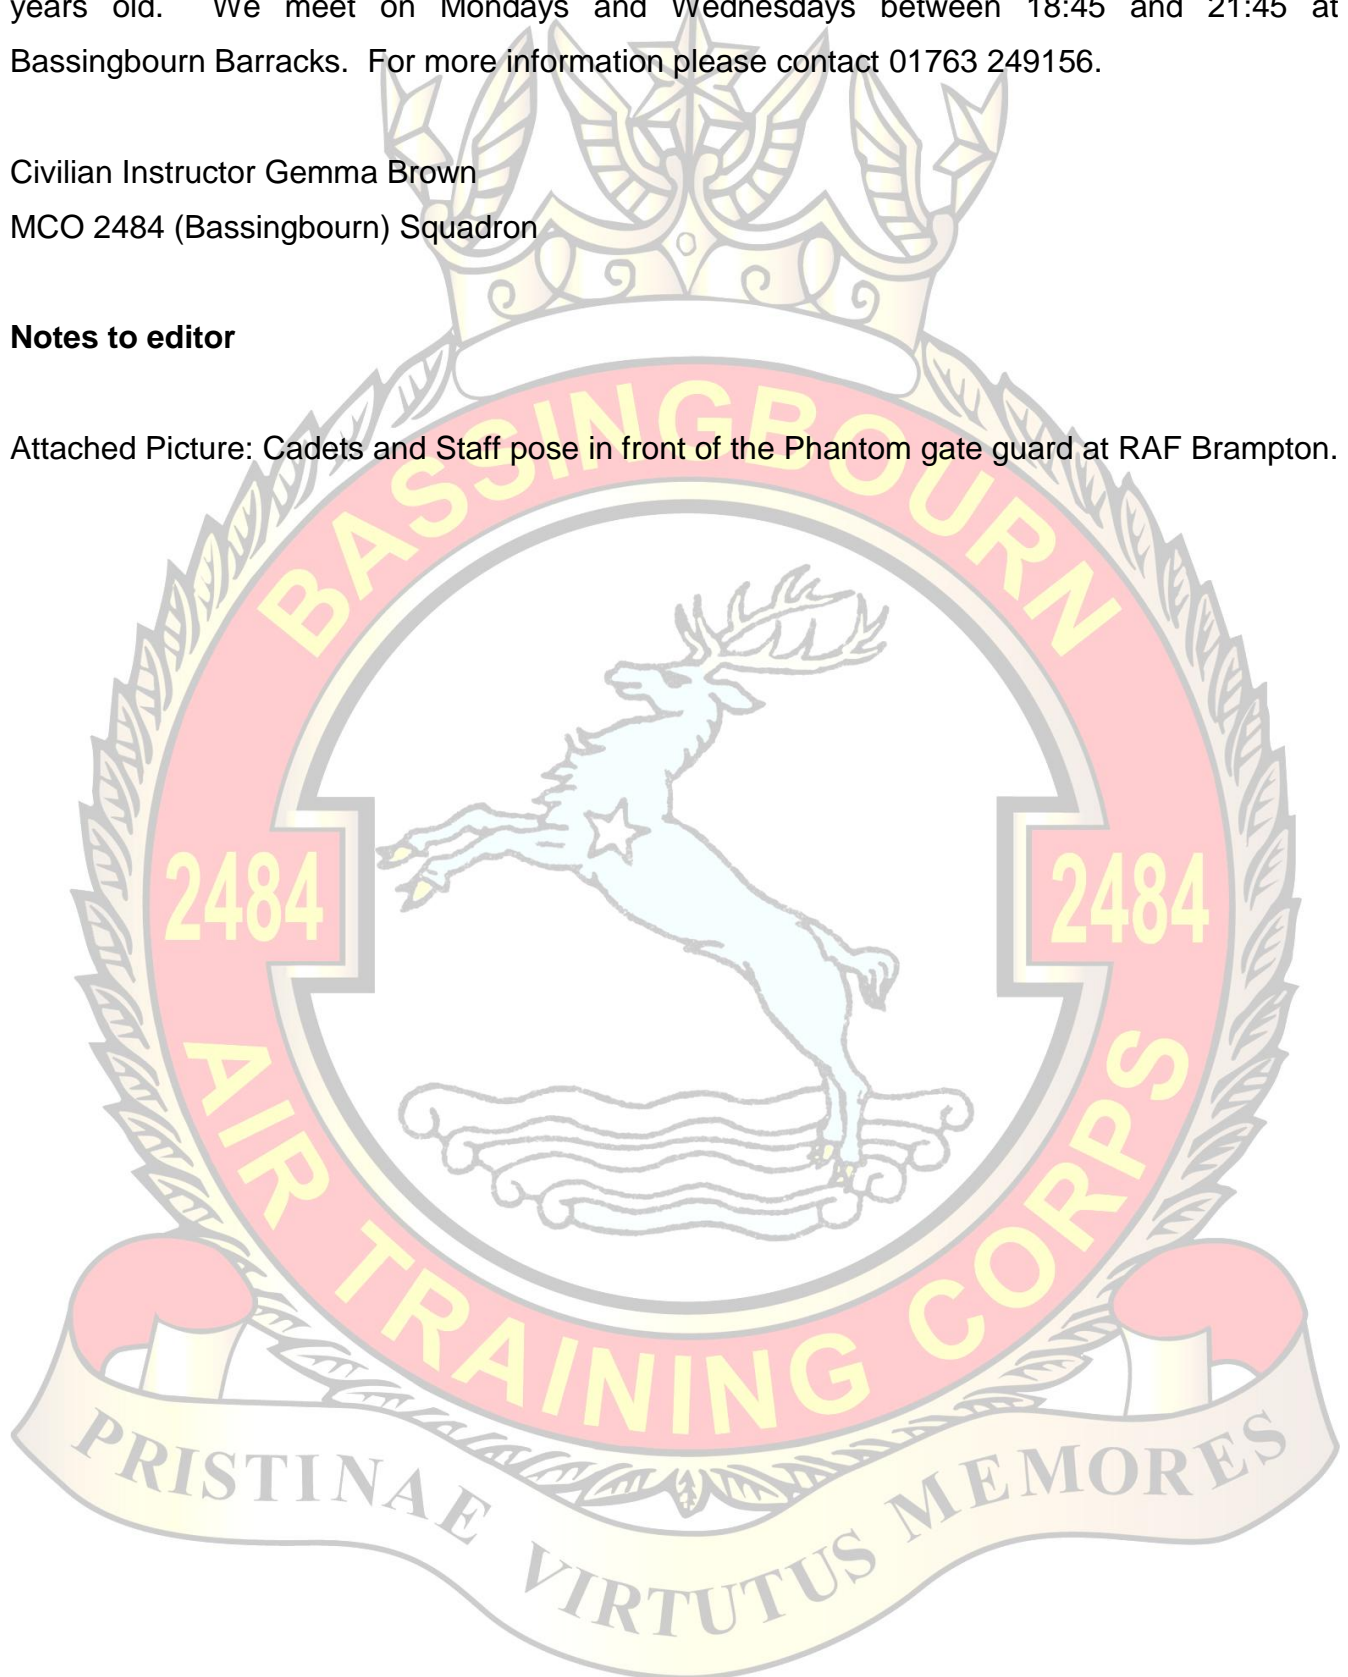 years old. We meet on Mondays and Wednesdays between 18:45 and 21:45 at
Bassingbourn Barracks. For more information please contact 01763 249156.
Civilian Instructor Gemma Brown
MCO 2484 (Bassingbourn) Squadron
Notes to editor
Attached Picture: Cadets and Staff pose in front of the Phantom gate guard at RAF Brampton.
BASSINGBOURN
2484
2484
AIR TRAINING CORPS
PRISTINAE VIRTUTUS MEMORES